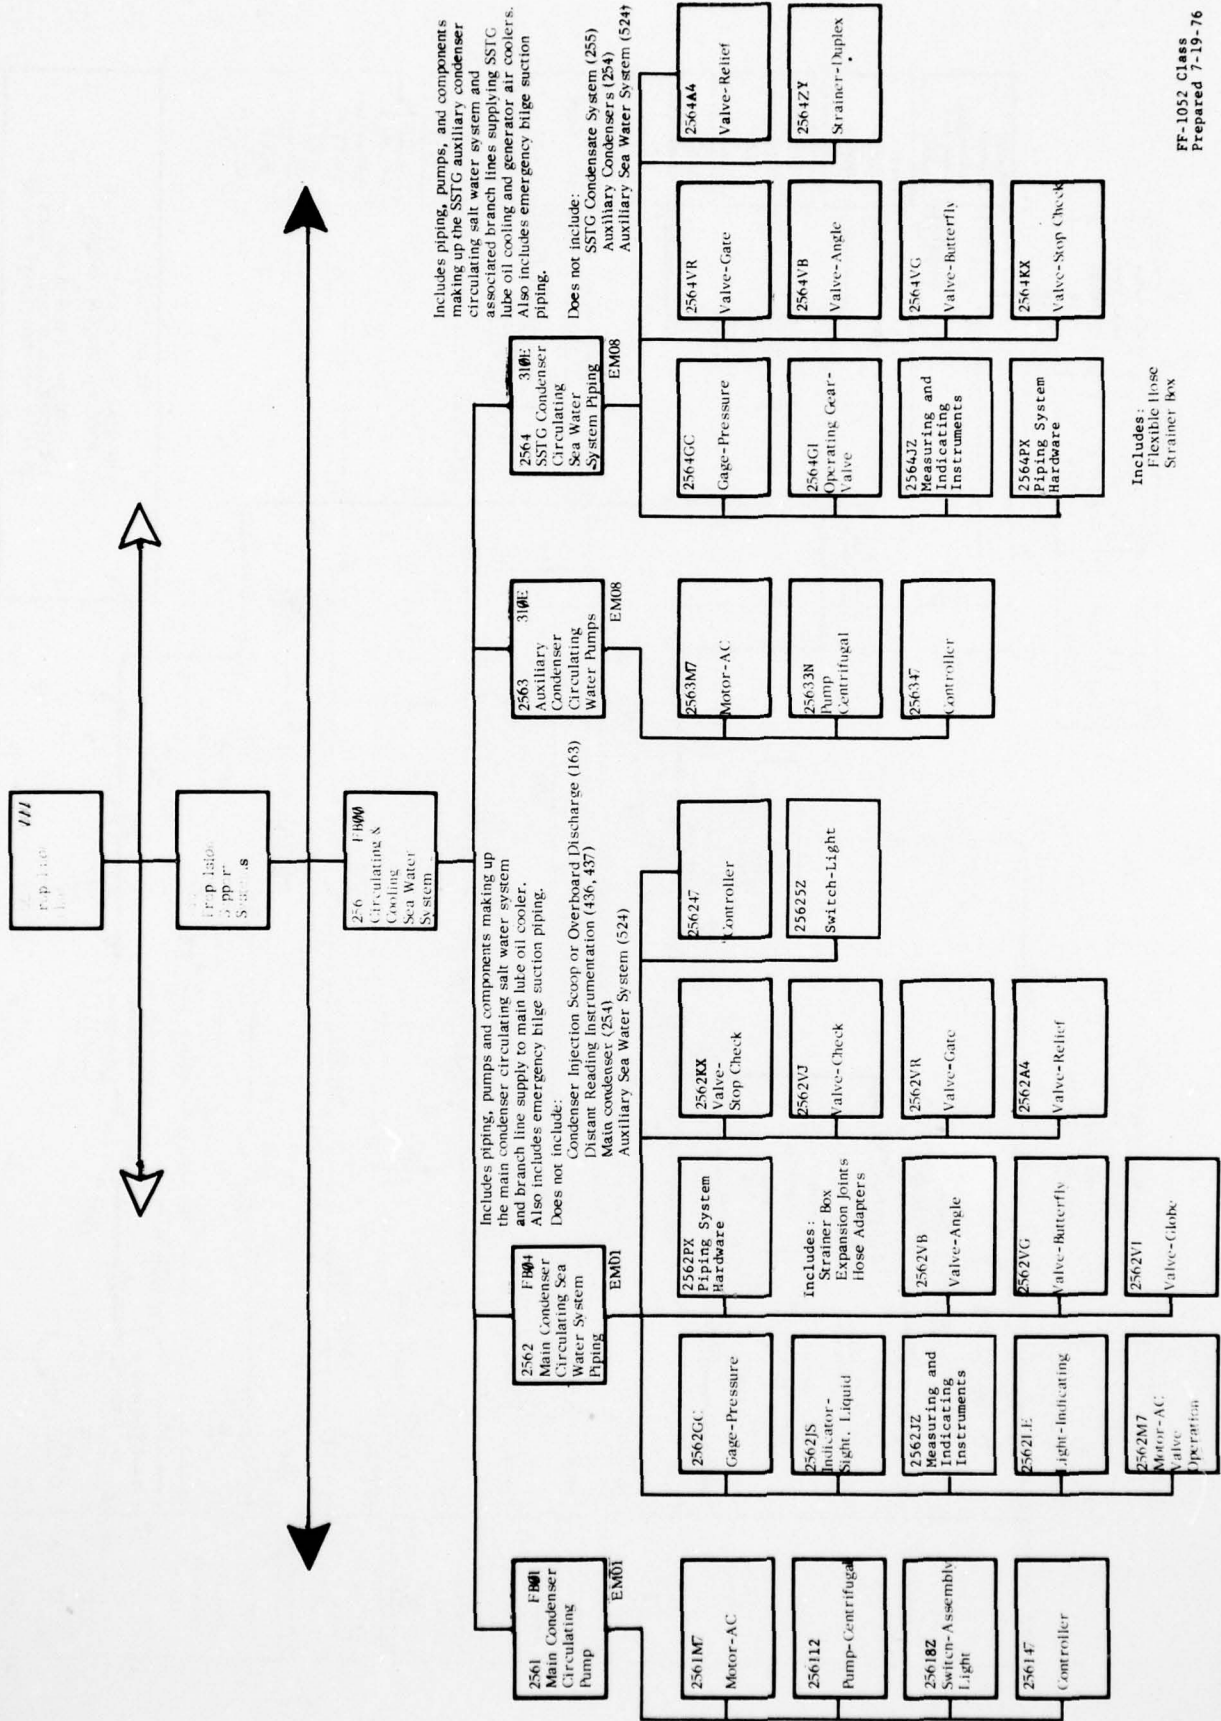 256 FB00
Circulating &
Cooling
Sea Water
System
2561 FB01
Main Condenser
Circulating
Pump
EM01
2561M7
Motor-AC
256112
Pump-Centrifugal
25618Z
Switch-Assembly
Light
256147
Controller
2562 FB04
Main Condenser
Circulating Sea
Water System
Piping
EM01
Includes piping, pumps and components making up
the main condenser circulating salt water system
and branch line supply to main lube oil cooler.
Also includes emergency bilge suction piping.
Does not include:
Condenser Injection Scoop or Overboard Discharge (163)
Distant Reading Instrumentation (436, 437)
Main condenser (254)
Auxiliary Sea Water System (524)
2562GC
Gage-Pressure
2562JS
Indicator-
Sight, Liquid
2562JZ
Measuring and
Indicating
Instruments
2562LE
Light-Indicating
2562M7
Motor-AC
Valve
Operation
2562PX
Piping System
Hardware
Includes:
Strainer Box
Expansion Joints
Hose Adapters
2562VB
Valve-Angle
2562VG
Valve-Butterfly
2562VI
Valve-Globe
2562KX
Valve-
Stop Check
2562VJ
Valve-Check
2562VR
Valve-Gate
2562A4
Valve-Relief
256247
Controller
25625Z
Switch-Light
2563 310E
Auxiliary
Condenser
Circulating
Water Pumps
EM08
2563M7
Motor-AC
25633N
Pump
Centrifugal
256347
Controller
2564 310E
SSTG Condenser
Circulating
Sea Water
System Piping
EM08
Includes piping, pumps, and components
making up the SSTG auxiliary condenser
circulating salt water system and
associated branch lines supplying SSTG
lube oil cooling and generator air coolers.
Also includes emergency bilge suction
piping.
Does not include:
SSTG Condensate System (255)
Auxiliary Condensers (254)
Auxiliary Sea Water System (524)
2564GC
Gage-Pressure
2564GI
Operating Gear-
Valve
2564JZ
Measuring and
Indicating
Instruments
2564PX
Piping System
Hardware
Includes:
Flexible Hose
Strainer Box
2564VR
Valve-Gate
2564VB
Valve-Angle
2564VG
Valve-Butterfly
2564KX
Valve-Stop Check
2564A4
Valve-Relief
2564ZY
Strainer-Duplex
FF-1052 Class
Prepared 7-19-76